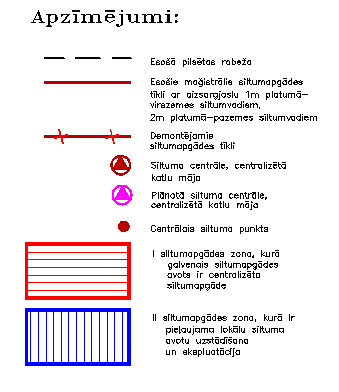 Apzīmējumi:
Esošā pilsētas robeža
Esošie maģistrālie siltumapgādes
tīkli ar aizsargjoslu 1m platumā-
virszemes siltumvadiem,
2m platumā-pazemes siltumvadiem
Demontējamie
siltumapgādes tīkli
Siltuma centrāle, centralizētā
katlu māja
Plānotā siltuma centrāle,
centralizētā katlu māja
Centrālais siltuma punkts
I siltumapgādes zona, kurā
galvenais siltumapgādes
avots ir centralizēta
siltumapgāde
II siltumapgādes zona, kurā ir
pieļaujama lokālu siltuma
avotu uzstādīšana
un ekspluatācija